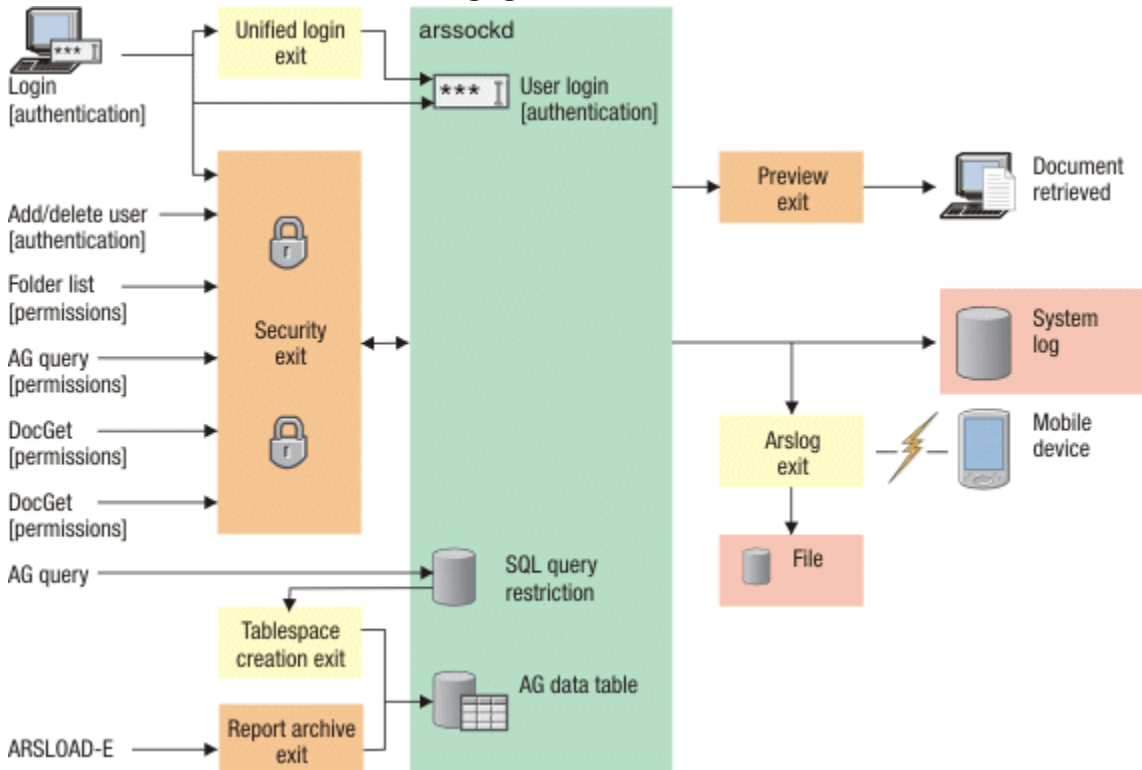 Unified login
exit
arssockd
*** 
Login
[authentication]
*** 
User login
[authentication]
Preview
exit
Document
retrieved
Add/delete user
[authentication]
r
Folder list
[permissions]
Security
exit
System
log
AG query
[permissions]
DocGet
[permissions]
r
Arslog
exit
Mobile
device
DocGet
[permissions]
File
AG query
SQL query
restriction
Tablespace
creation exit
AG data table
ARSLOAD-E
Report archive
exit